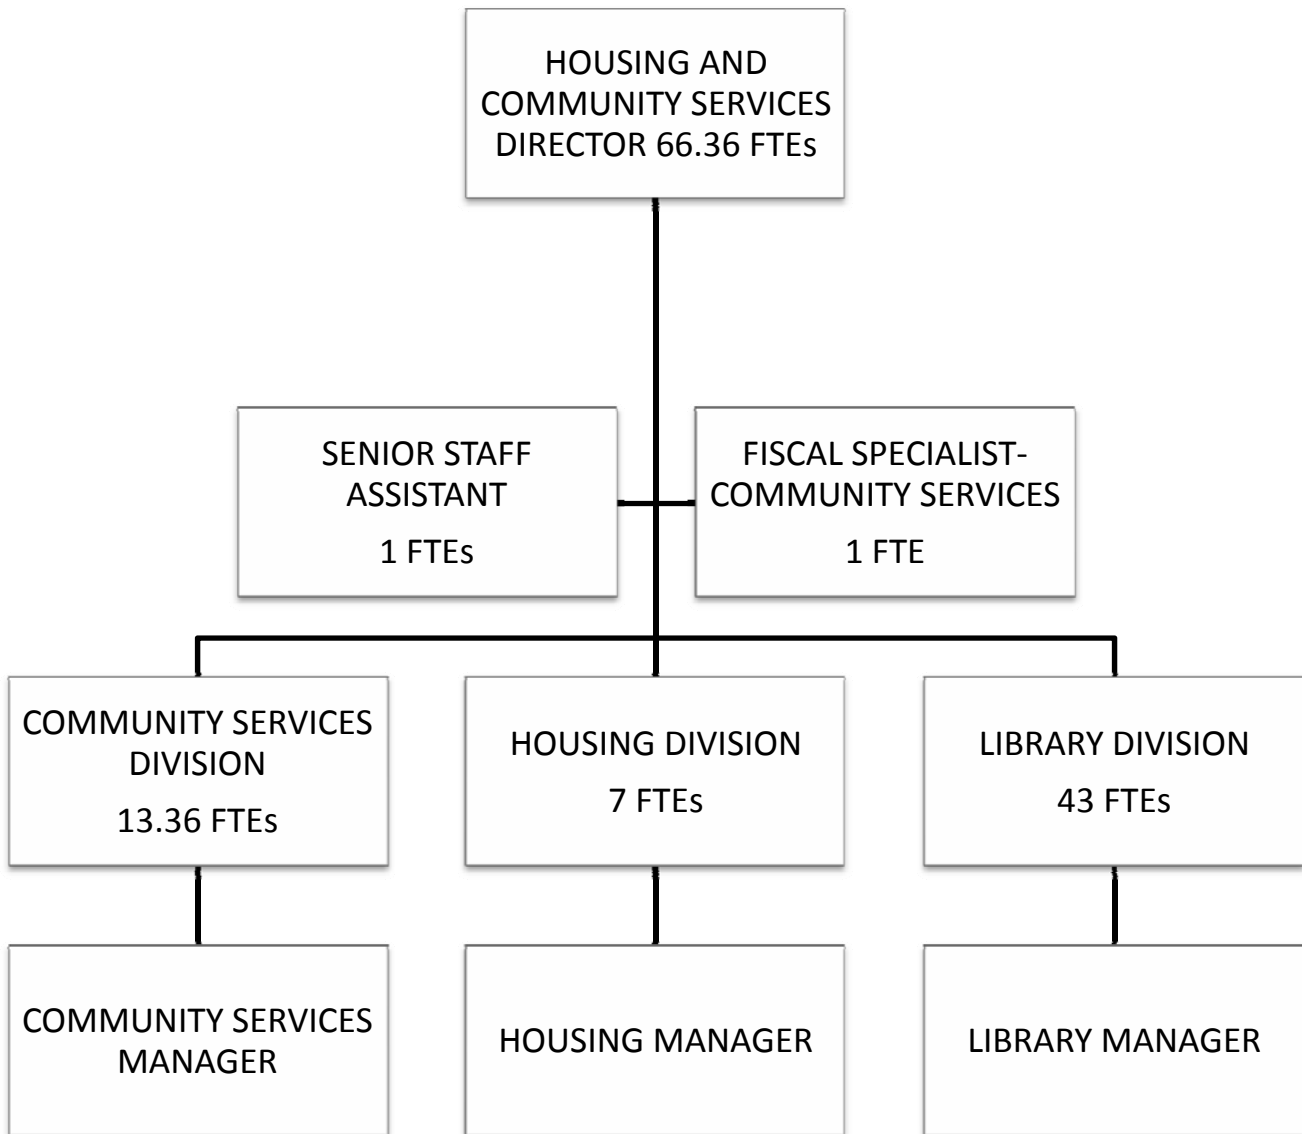 HOUSING AND
COMMUNITY SERVICES
DIRECTOR 66.36 FTEs
SENIOR STAFF
ASSISTANT
1 FTEs
FISCAL SPECIALIST-
COMMUNITY SERVICES
1 FTE
COMMUNITY SERVICES
DIVISION
13.36 FTEs
HOUSING DIVISION
7 FTEs
LIBRARY DIVISION
43 FTEs
COMMUNITY SERVICES
MANAGER
HOUSING MANAGER
LIBRARY MANAGER